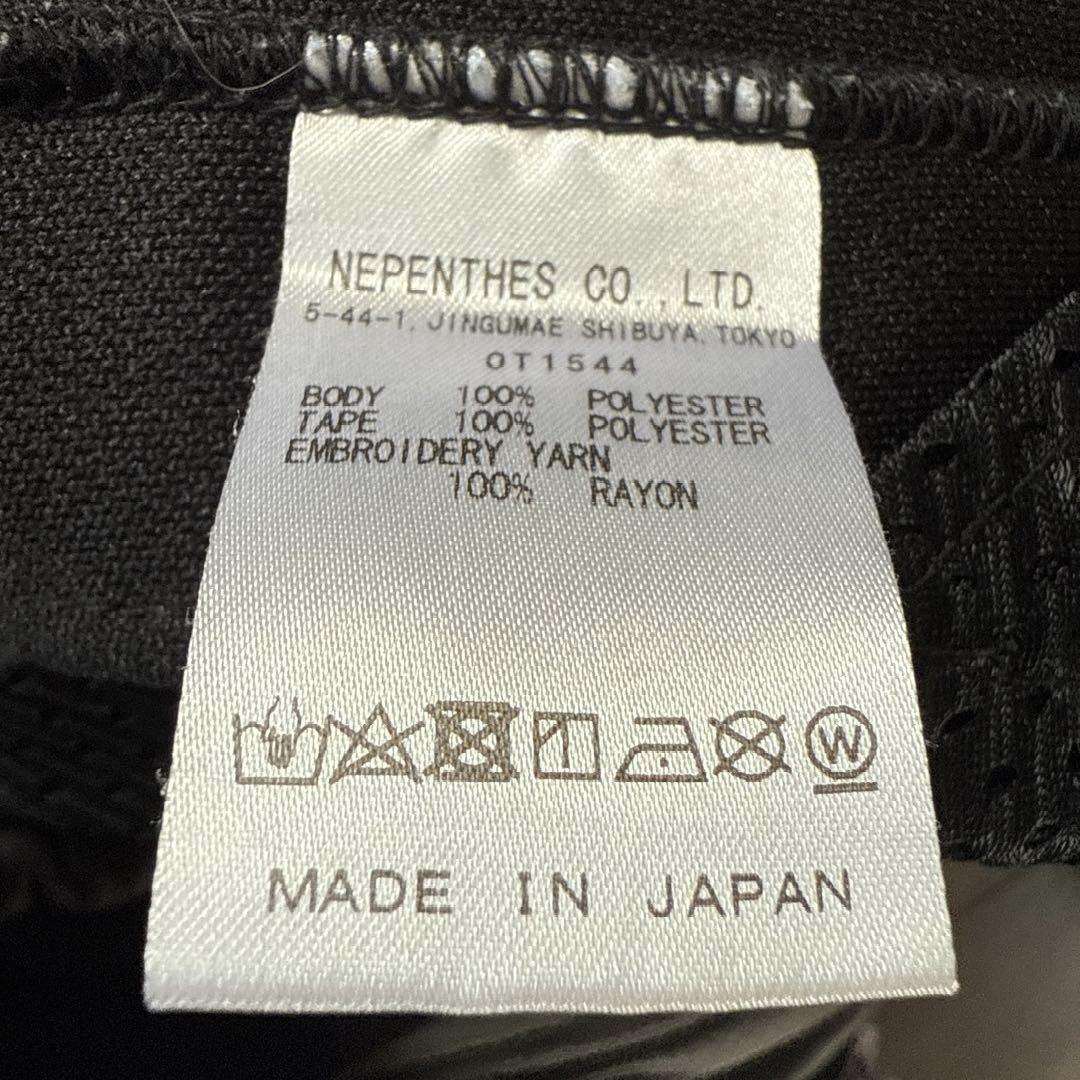 NEPENTHES CO., LTD.
5-44-1, JINGUMAE SHIBUYA, TOKYO
OT1544
BODY 100% POLYESTER
TAPE 100% POLYESTER
EMBROIDERY YARN
100% RAYON
W
MADE IN JAPAN